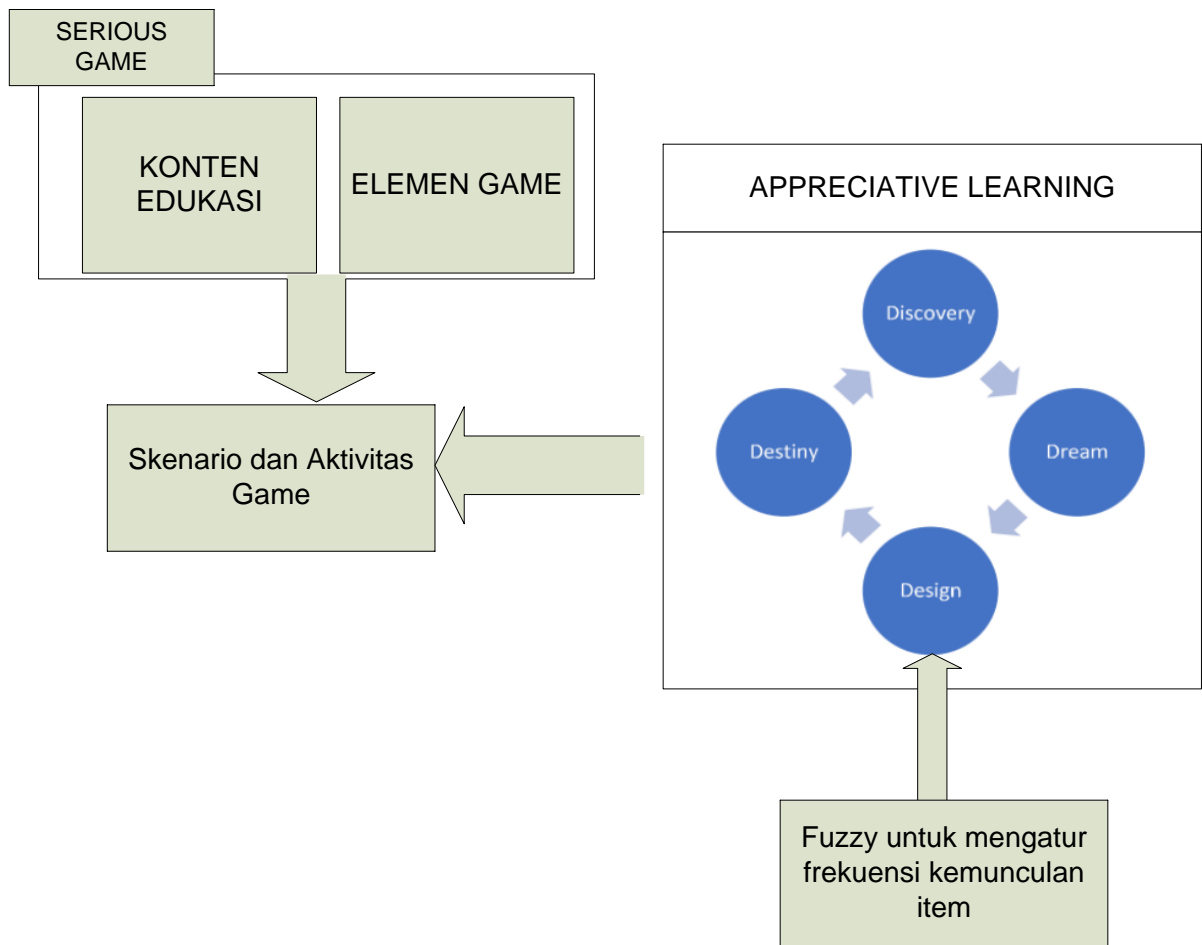 SERIOUS
GAME
KONTEN
EDUKASI
ELEMEN GAME
Skenario dan Aktivitas
Game
APPRECIATIVE LEARNING
Discovery
Dream
Design
Destiny
Fuzzy untuk mengatur
frekuensi kemunculan
item